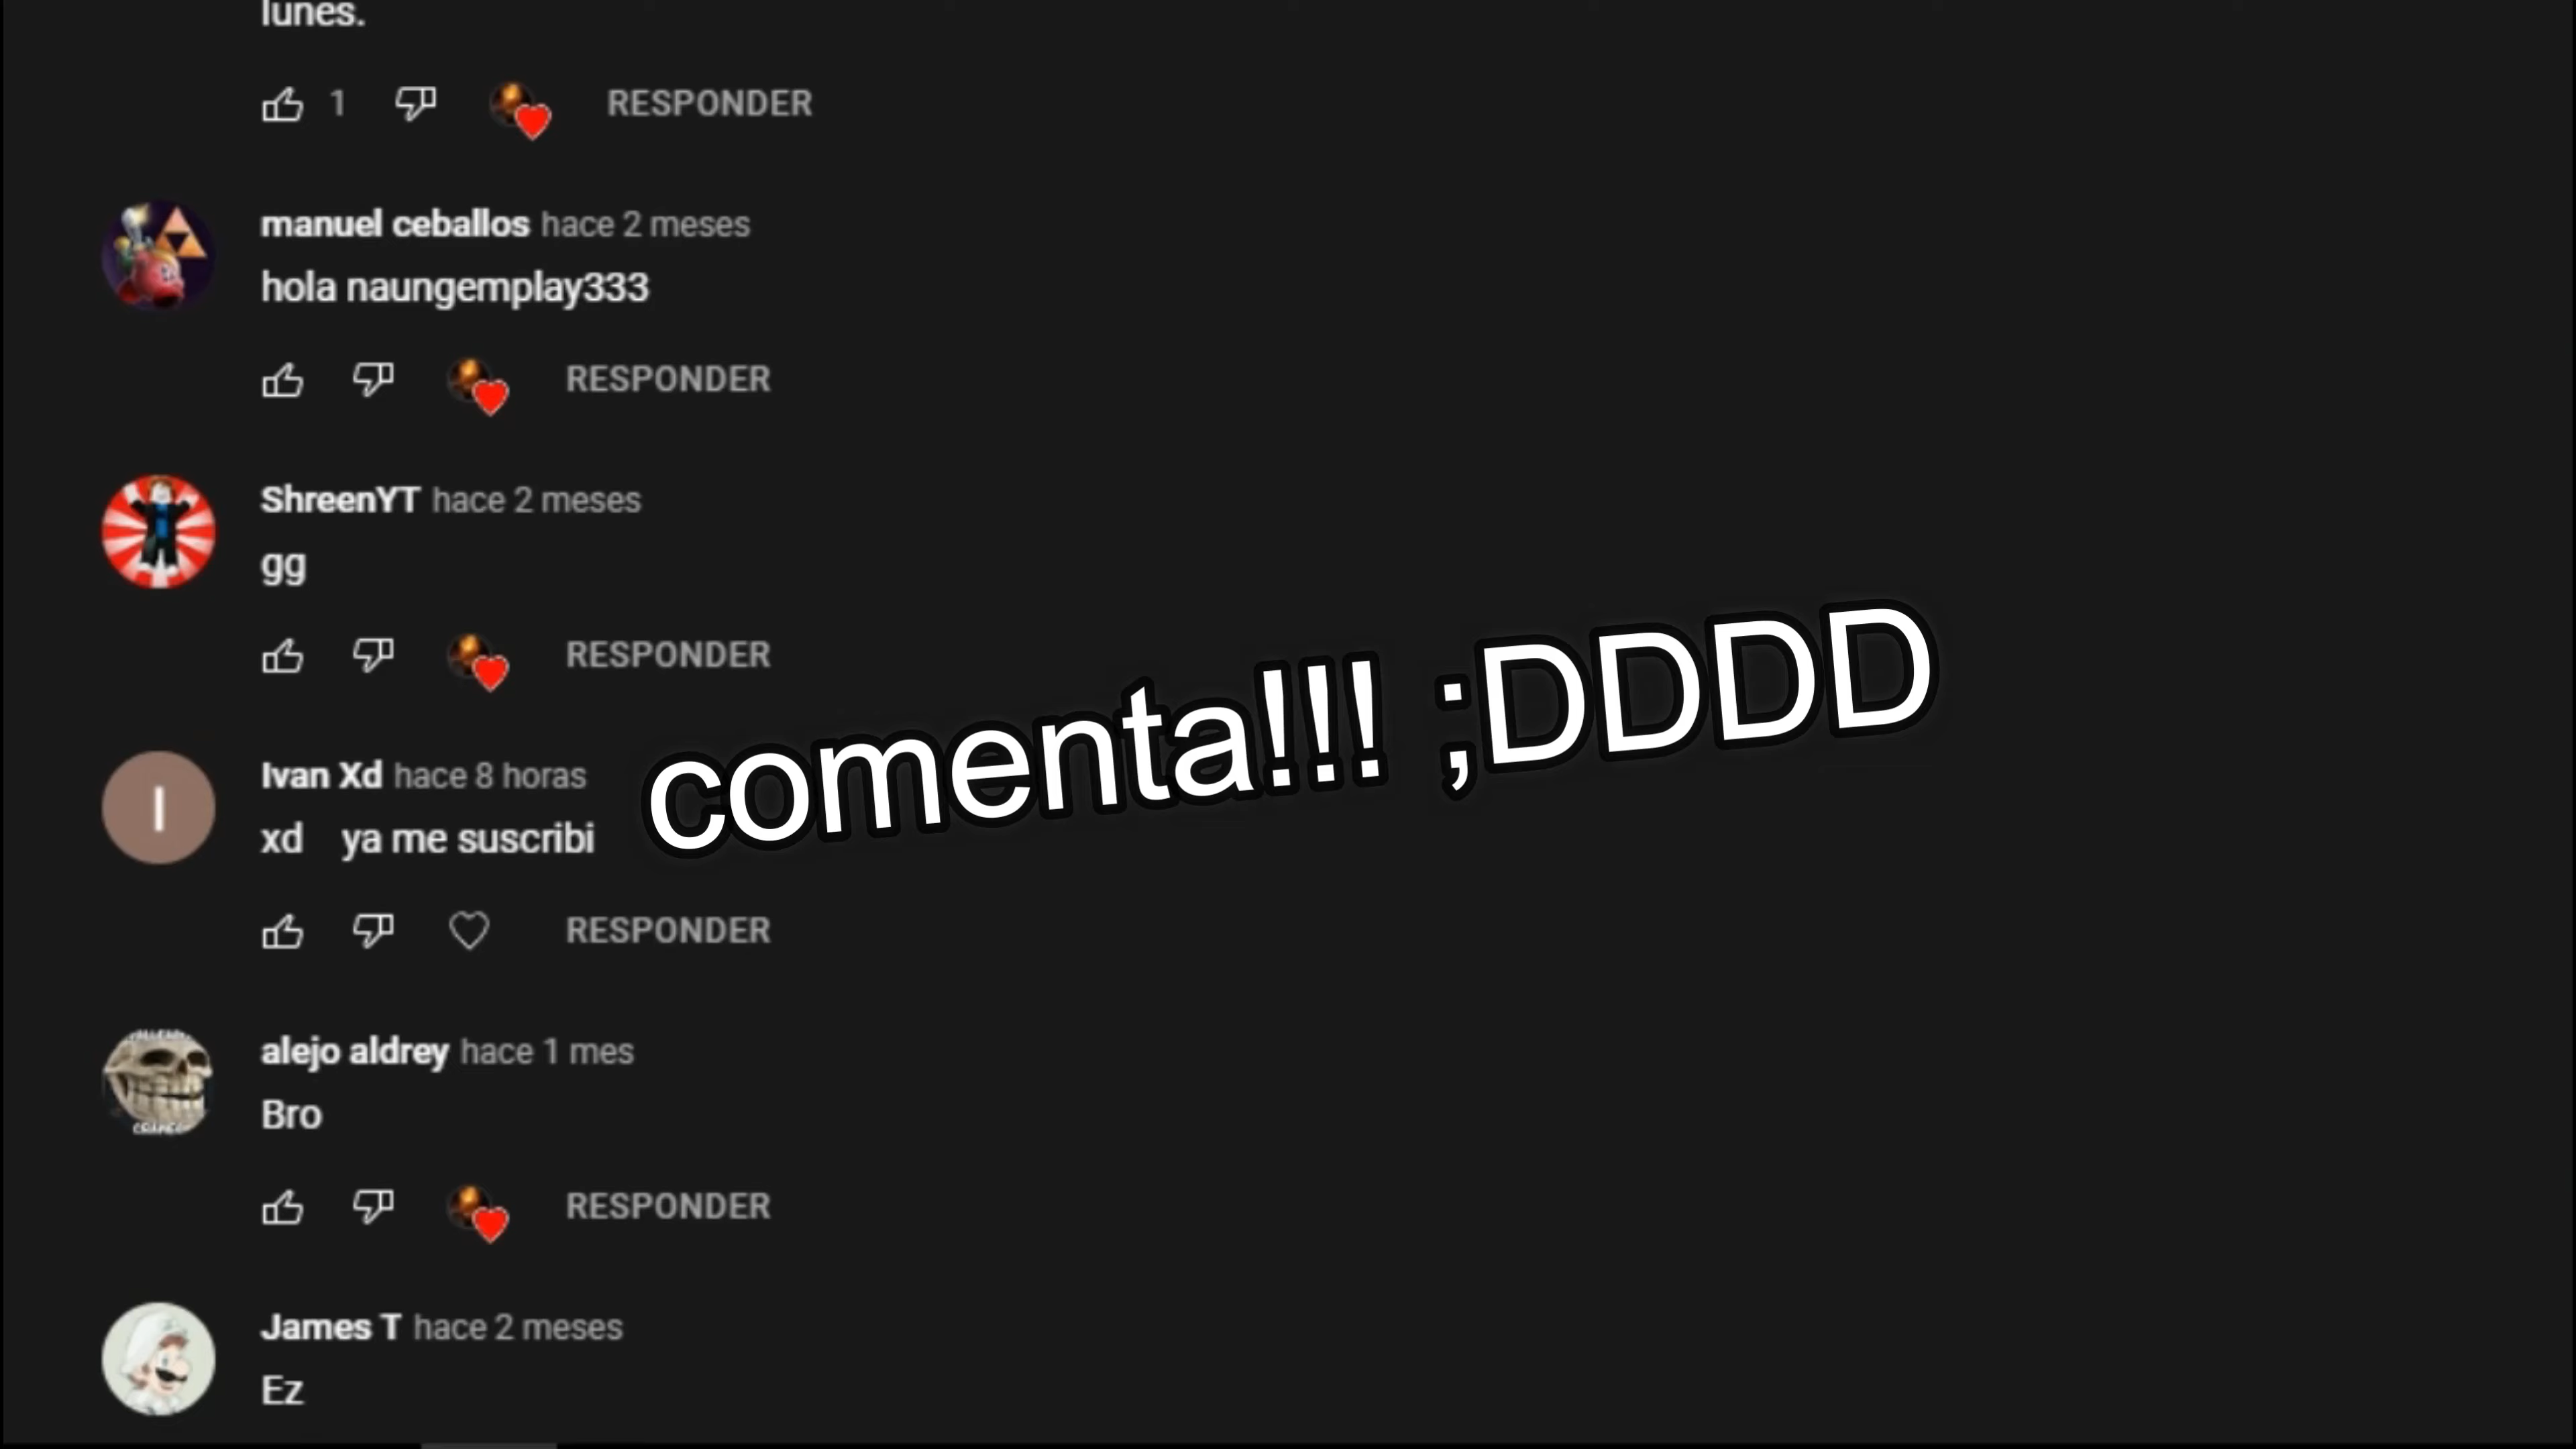 lunes.
1 RESPONDER
manuel ceballos hace 2 meses
hola naungemplay333
RESPONDER
ShreenYT hace 2 meses
gg
RESPONDER
comenta!!! ;DDDD
I
Ivan Xd hace 8 horas
xd ya me suscribi
RESPONDER
alejo aldrey hace 1 mes
Bro
RESPONDER
James T hace 2 meses
Ez